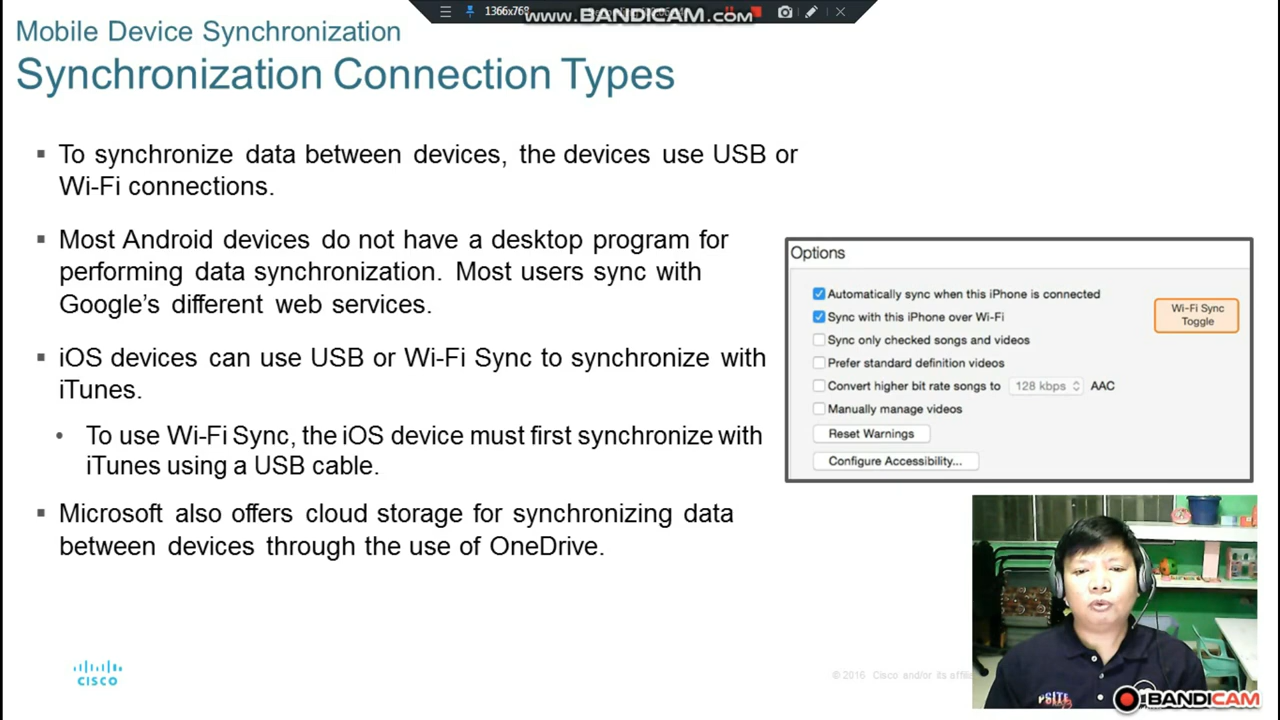 1366x768
www.BANDICAM.com
Mobile Device Synchronization
Synchronization Connection Types
▪ To synchronize data between devices, the devices use USB or
Wi-Fi connections.
▪ Most Android devices do not have a desktop program for
performing data synchronization. Most users sync with
Google's different web services.
▪ iOS devices can use USB or Wi-Fi Sync to synchronize with
iTunes.
• To use Wi-Fi Sync, the iOS device must first synchronize with
iTunes using a USB cable.
▪ Microsoft also offers cloud storage for synchronizing data
between devices through the use of OneDrive.
Options
Automatically sync when this iPhone is connected
Sync with this iPhone over Wi-Fi
Wi-Fi Sync
Toggle
Sync only checked songs and videos
Prefer standard definition videos
Convert higher bit rate songs to 128 kbps AAC
Manually manage videos
Reset Warnings
Configure Accessibility...
CISCO
© 2016 Cisco and/or its
PSITE
BANDICAM